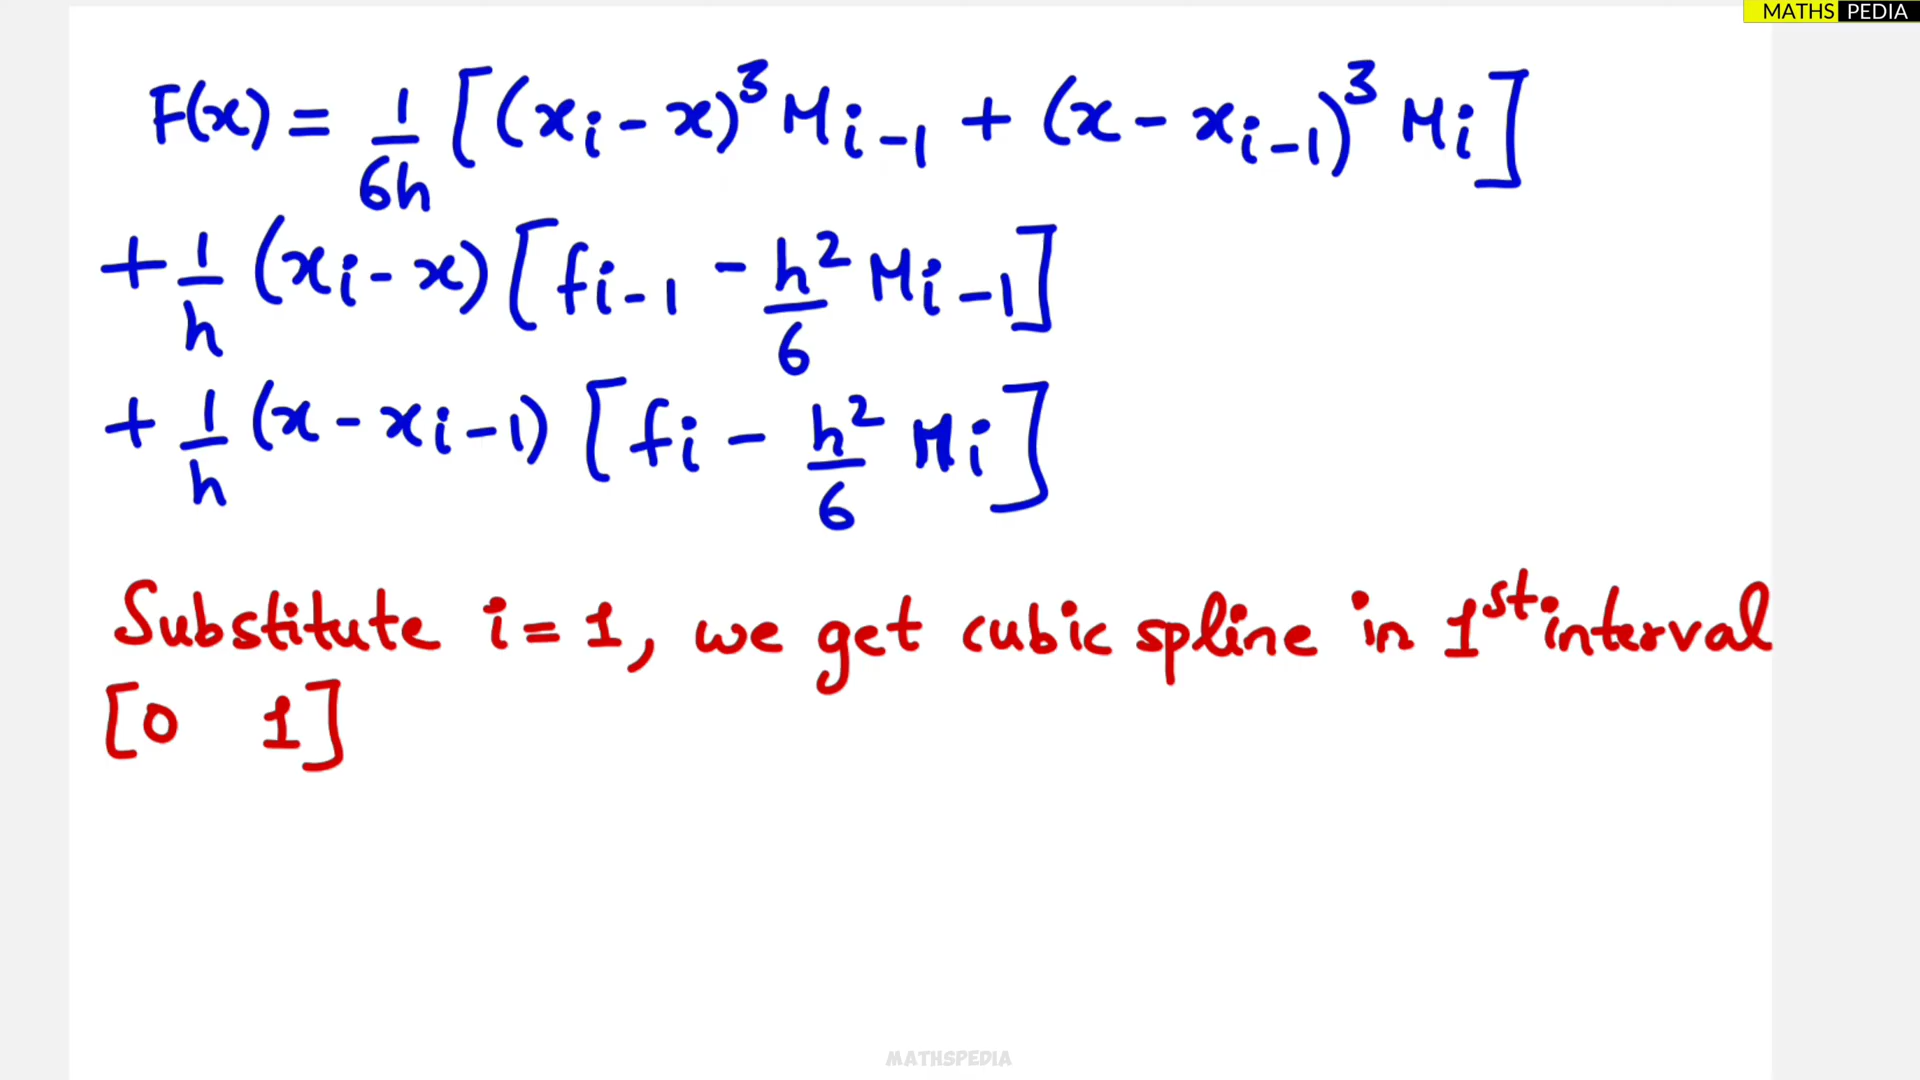 MATHS PEDIA
F(x) = 1/6h [(xᵢ - x)³ Mᵢ₋₁ + (x - xᵢ₋₁)³ Mᵢ]
+ 1/h (xᵢ - x) [fᵢ₋₁ - h²/6 Mᵢ₋₁]
+ 1/h (x - xᵢ₋₁) [fᵢ - h²/6 Mᵢ]
Substitute i = 1, we get cubic spline in 1ˢᵗ interval
[0 1]
MATHSPEDIA